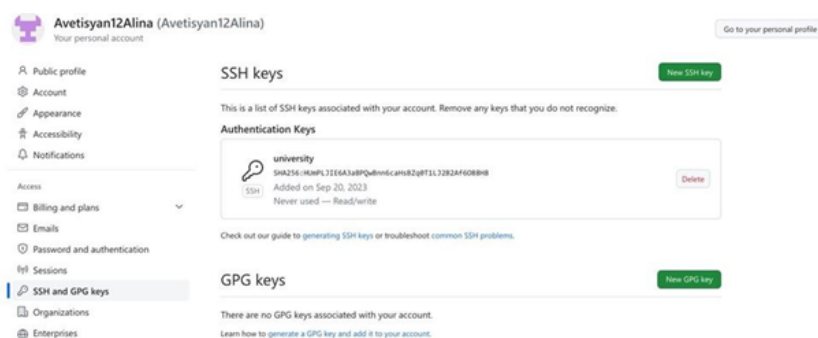 Avetisyan12Alina (Avetisyan12Alina)
Your personal account
Go to your personal profile
Public profile
Account
Appearance
Accessibility
Notifications
Access
Billing and plans
Emails
Password and authentication
Sessions
SSH and GPG keys
Organizations
Enterprises
SSH keys
New SSH key
This is a list of SSH keys associated with your account. Remove any keys that you do not recognize.
Authentication Keys
university
SSH
Added on Sep 20, 2023
Never used — Read/write
Delete
Check out our guide to generating SSH keys or troubleshoot common SSH problems.
GPG keys
New GPG key
There are no GPG keys associated with your account.
Learn how to generate a GPG key and add it to your account.